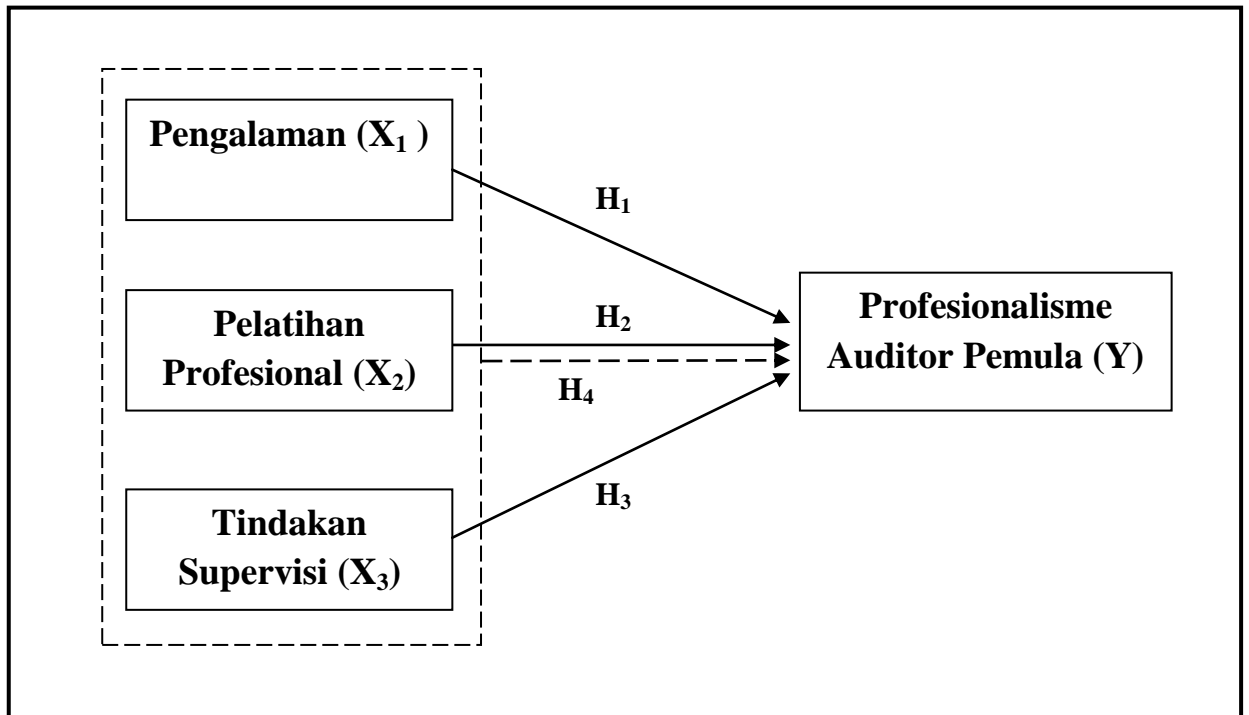 Pengalaman (X₁ )
H₁
Pelatihan
Profesional (X₂)
H₂
H₄
Profesionalisme
Auditor Pemula (Y)
Tindakan
Supervisi (X₃)
H₃